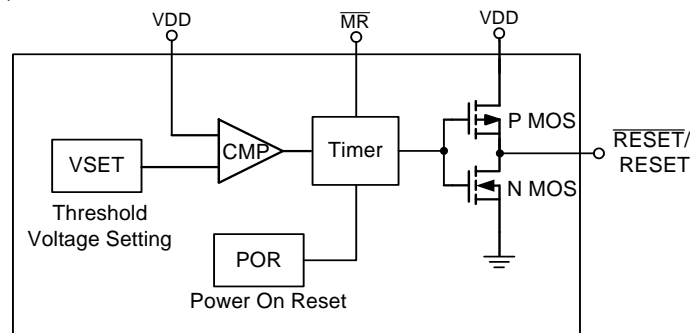 VDD
MR
VDD
P MOS
CMP
Timer
RESET/
RESET
VSET
N MOS
Threshold
Voltage Setting
POR
Power On Reset